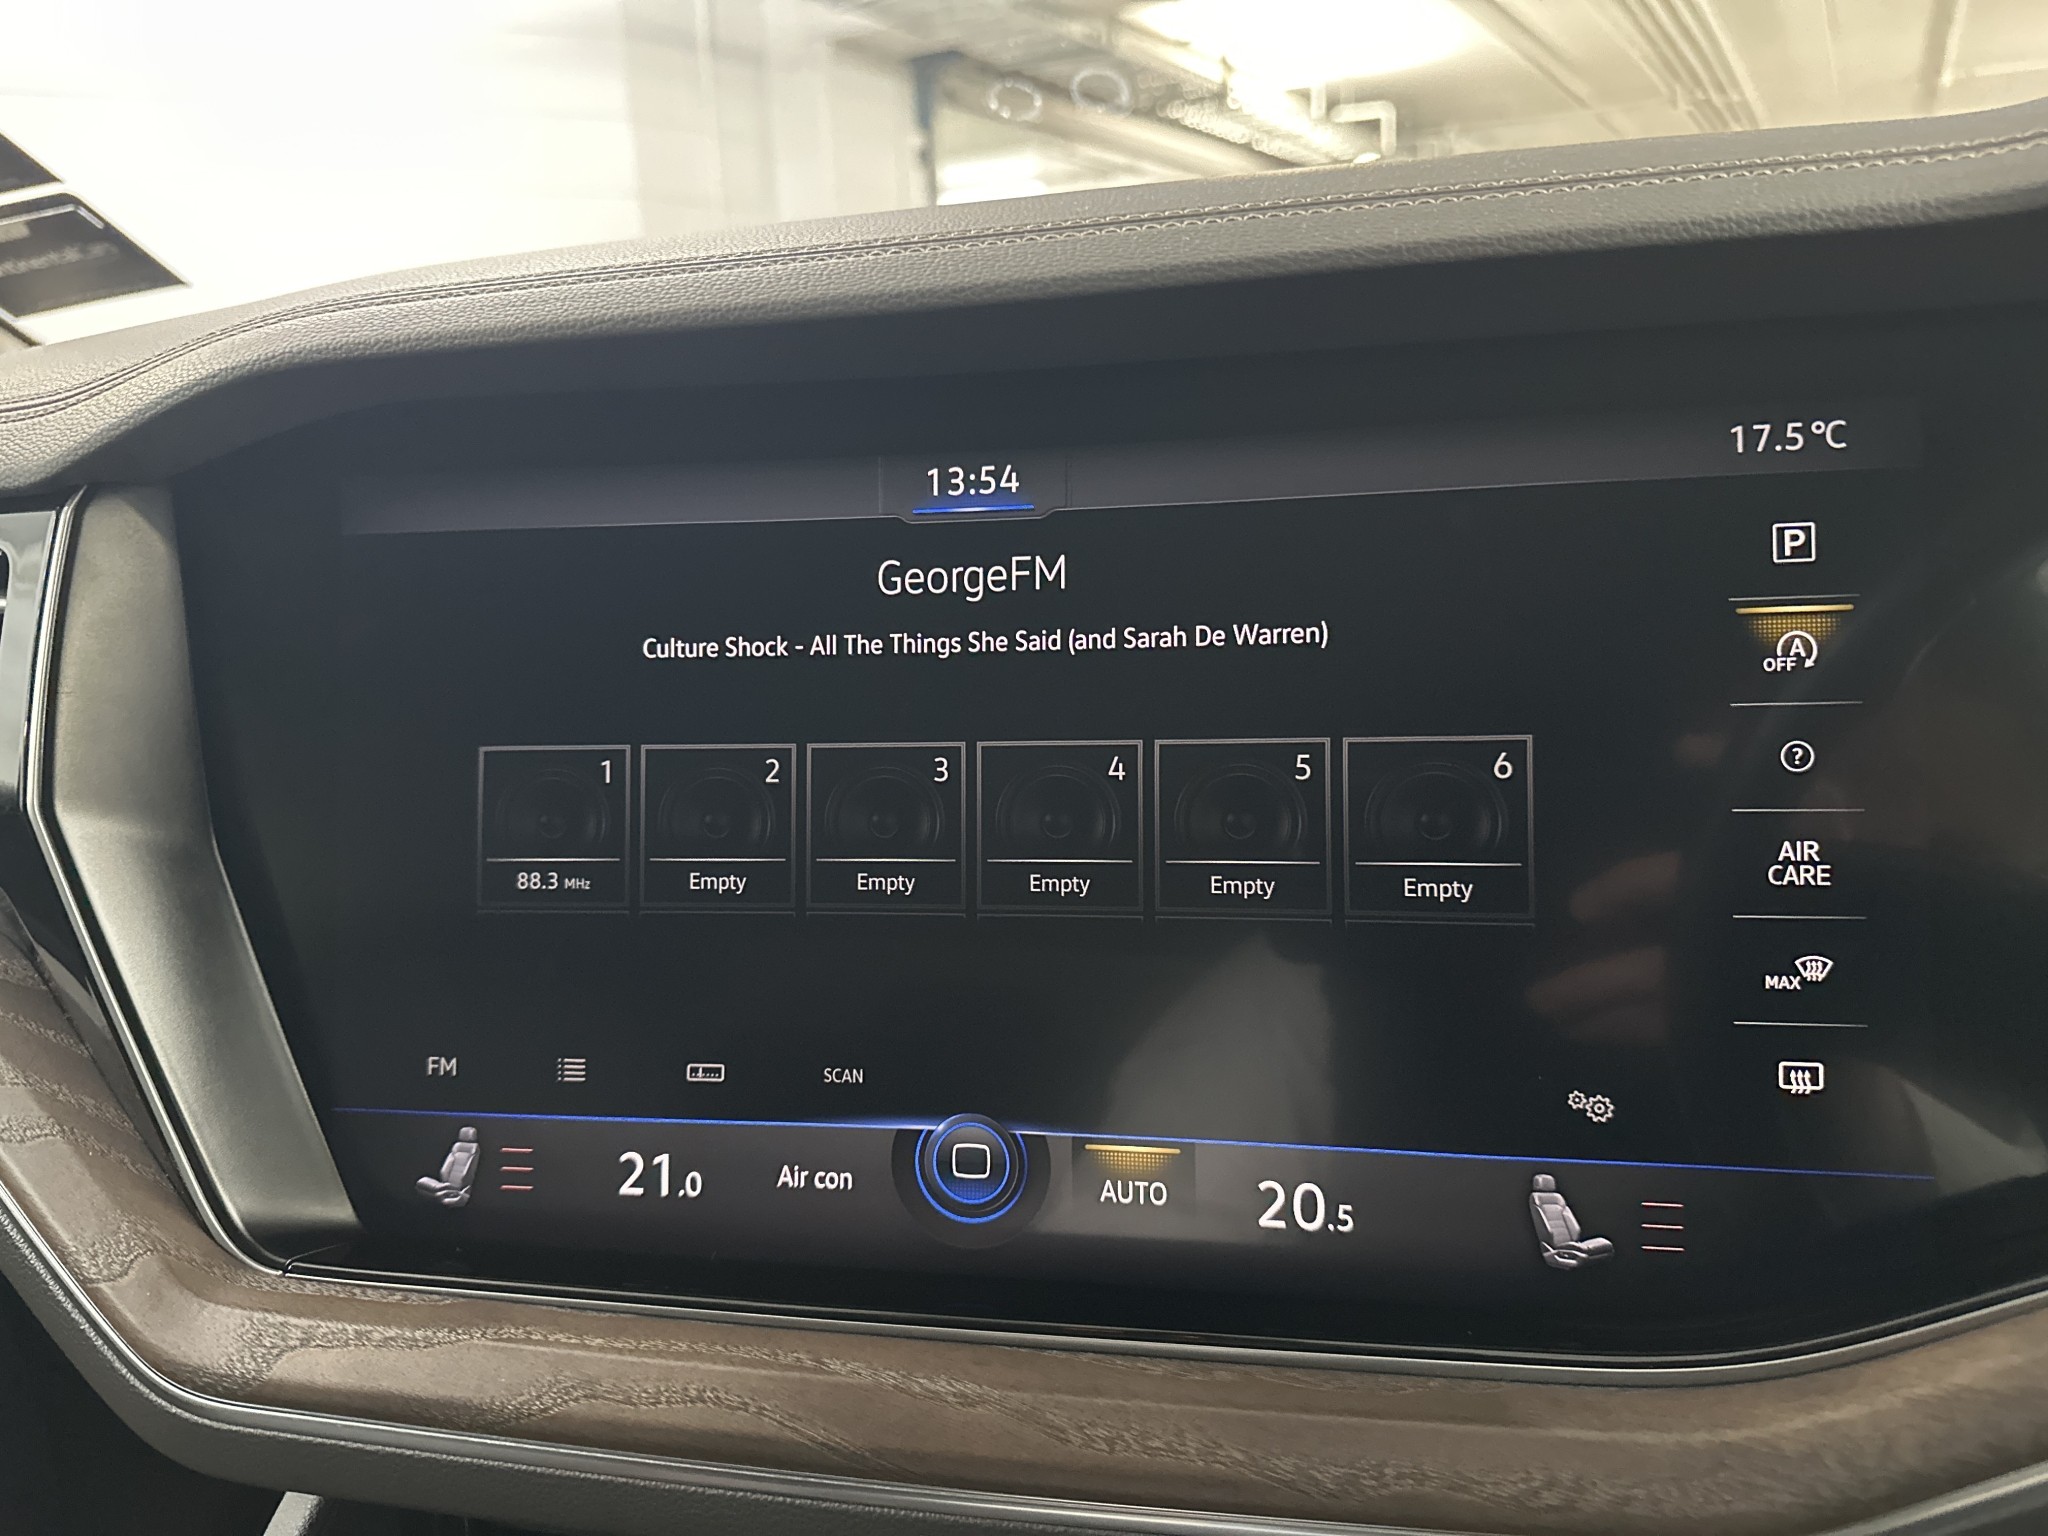 17.5°C
13:54
GeorgeFM
Culture Shock - All The Things She Said (and Sarah De Warren)
P
A
OFF
?
1 2 3 4 5 6
88.3 MHz Empty Empty Empty Empty Empty
AIR
CARE
MAX
FM SCAN
21.0 Air con AUTO 20.5